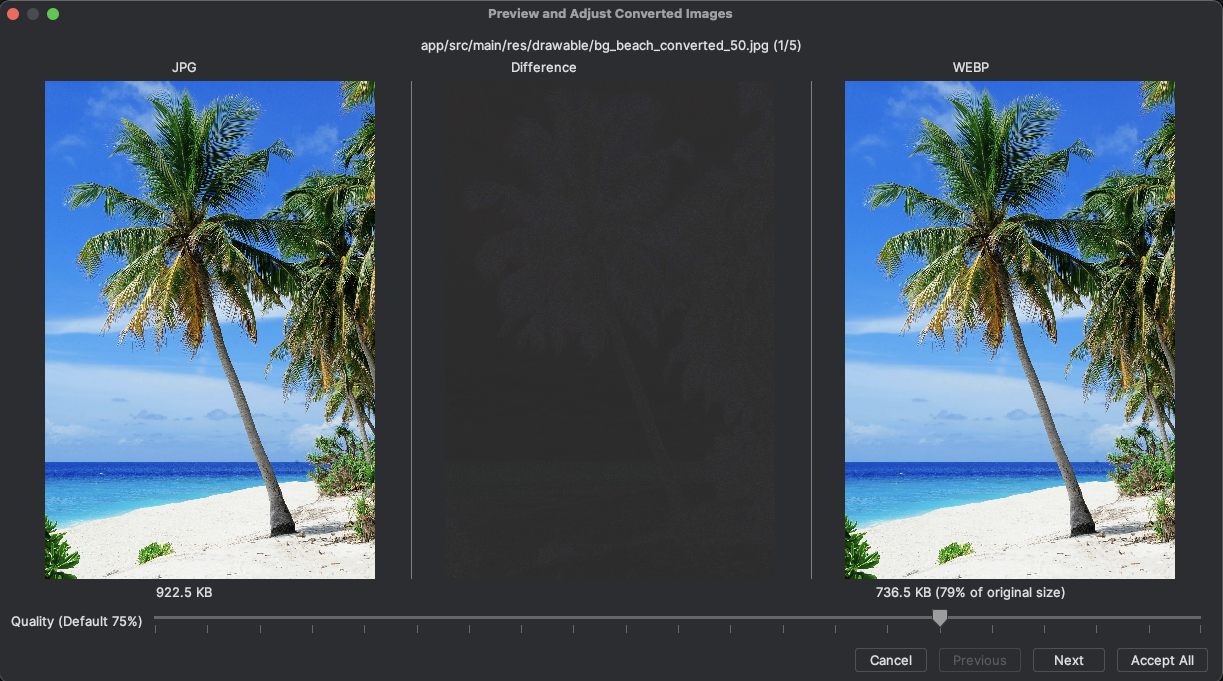 Preview and Adjust Converted Images
app/src/main/res/drawable/bg_beach_converted_50.jpg (1/5)
JPG Difference WEBP
922.5 KB 736.5 KB (79% of original size)
Quality (Default 75%)
Cancel Previous Next Accept All